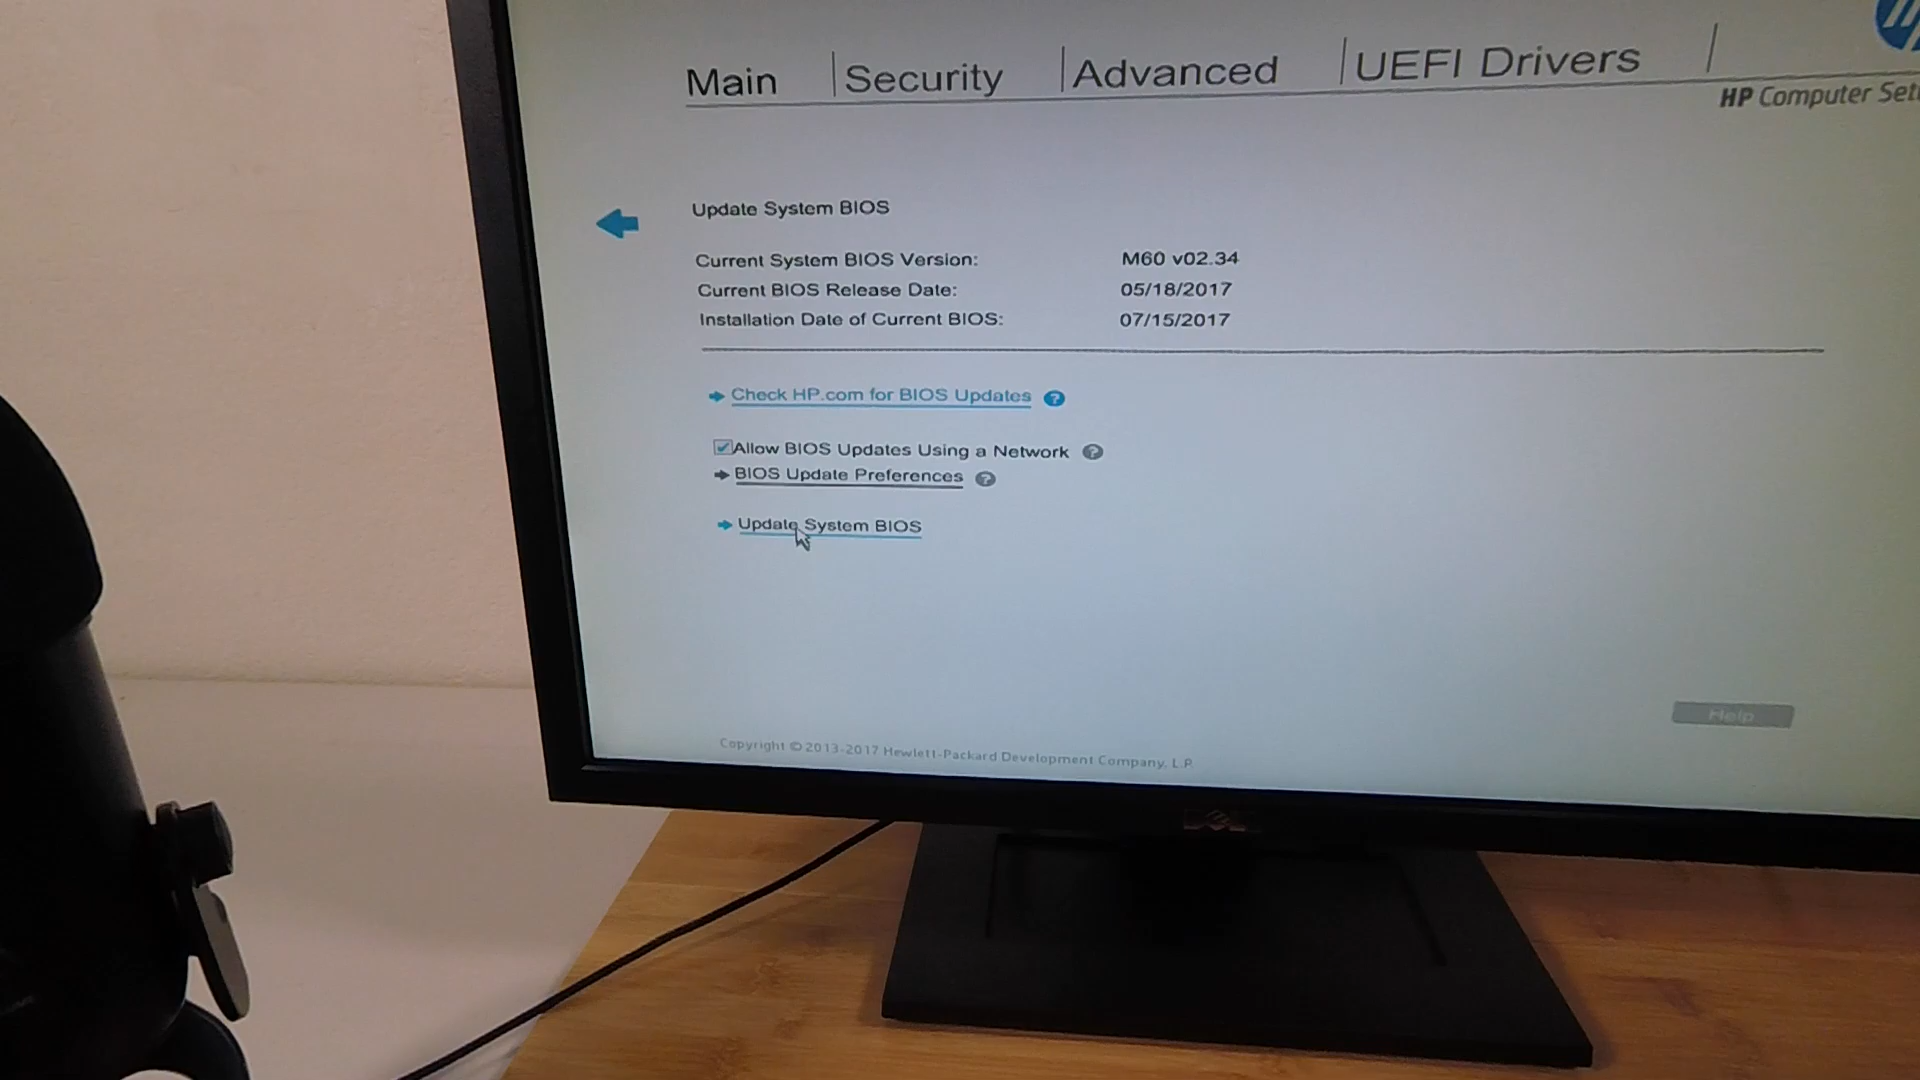 Main Security Advanced UEFI Drivers
HP Computer
Update System BIOS
Current System BIOS Version: M60 v02.34
Current BIOS Release Date: 05/18/2017
Installation Date of Current BIOS: 07/15/2017
Check HP.com for BIOS Updates ?
Allow BIOS Updates Using a Network ?
BIOS Update Preferences ?
Update System BIOS
Help
Copyright © 2013-2017 Hewlett-Packard Development Company, L.P.